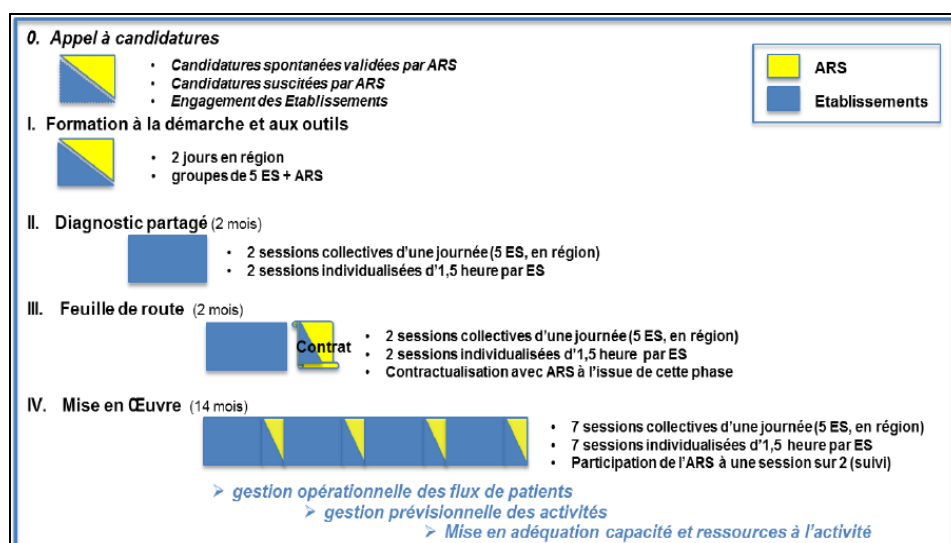 0. Appel à candidatures
• Candidatures spontanées validées par ARS
• Candidatures suscitées par ARS
• Engagement des Etablissements
ARS
Etablissements
I. Formation à la démarche et aux outils
• 2 jours en région
• groupes de 5 ES + ARS
II. Diagnostic partagé (2 mois)
• 2 sessions collectives d'une journée (5 ES, en région)
• 2 sessions individualisées d'1,5 heure par ES
III. Feuille de route (2 mois)
Contrat
• 2 sessions collectives d'une journée (5 ES, en région)
• 2 sessions individualisées d'1,5 heure par ES
• Contractualisation avec ARS à l'issue de cette phase
IV. Mise en Œuvre (14 mois)
• 7 sessions collectives d'une journée (5 ES, en région)
• 7 sessions individualisées d'1,5 heure par ES
• Participation de l'ARS à une session sur 2 (suivi)
➢ gestion opérationnelle des flux de patients
➢ gestion prévisionnelle des activités
➢ Mise en adéquation capacité et ressources à l'activité